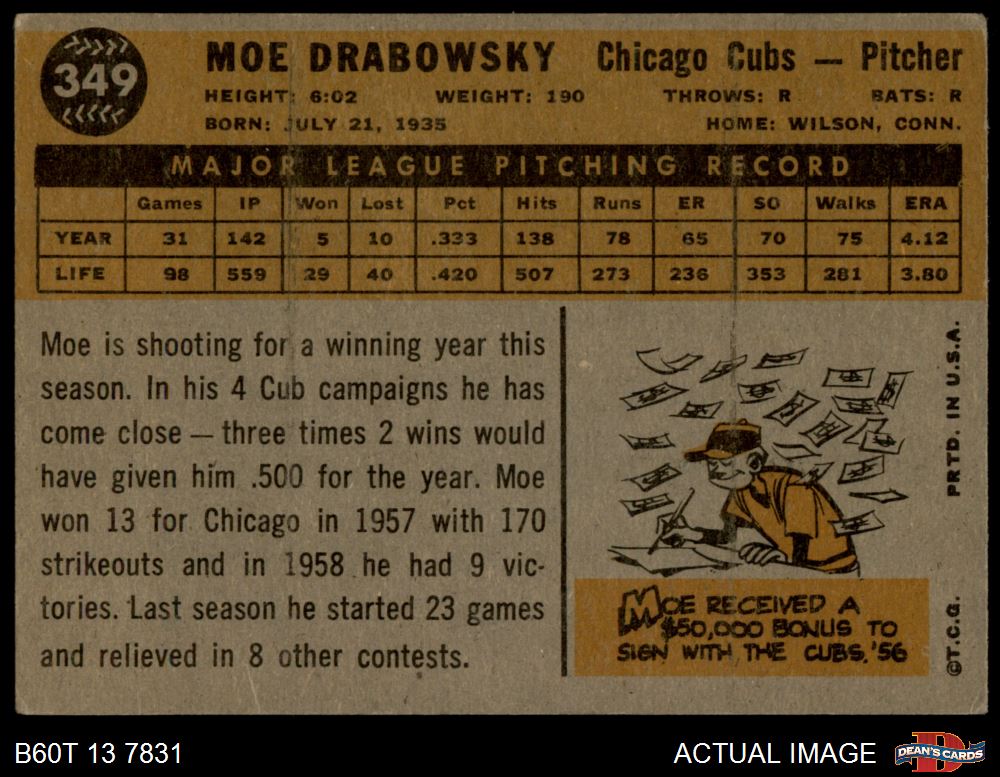 349
MOE DRABOWSKY Chicago Cubs — Pitcher
HEIGHT: 6:02 WEIGHT: 190 THROWS: R BATS: R
BORN: JULY 21, 1935 HOME: WILSON, CONN.
MAJOR LEAGUE PITCHING RECORD
Games IP Won Lost Pct Hits Runs ER SO Walks ERA
YEAR 31 142 5 10 .333 138 78 65 70 75 4.12
LIFE 98 559 29 40 .420 507 273 236 353 281 3.80
Moe is shooting for a winning year this
season. In his 4 Cub campaigns he has
come close — three times 2 wins would
have given him .500 for the year. Moe
won 13 for Chicago in 1957 with 170
strikeouts and in 1958 he had 9 vic-
tories. Last season he started 23 games
and relieved in 8 other contests.
MOE RECEIVED A
$50,000 BONUS TO
SIGN WITH THE CUBS, '56
©T.C.G. PRTD. IN U.S.A.
B60T 13 7831 ACTUAL IMAGE
D
DEAN'S CARDS